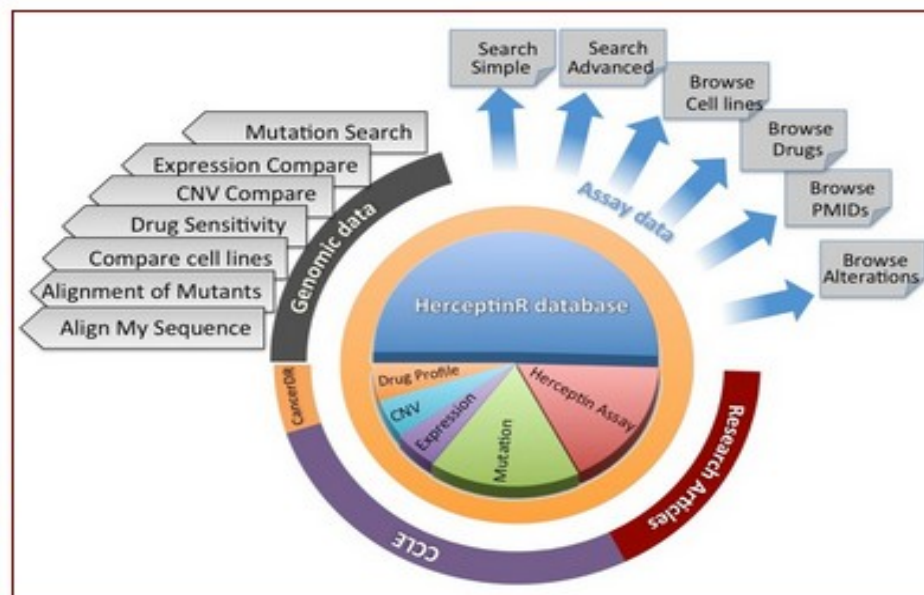 Search
Simple
Search
Advanced
Browse
Cell lines
Browse
Drugs
Browse
PMIDs
Browse
Alterations
Mutation Search
Expression Compare
CNV Compare
Drug Sensitivity
Compare cell lines
Alignment of Mutants
Align My Sequence
Genomic data
Assay data
HerceptinR database
Drug Profile
CNV
Expression
Mutation
Herceptin Assay
CancerDR
CCLE
Research Articles